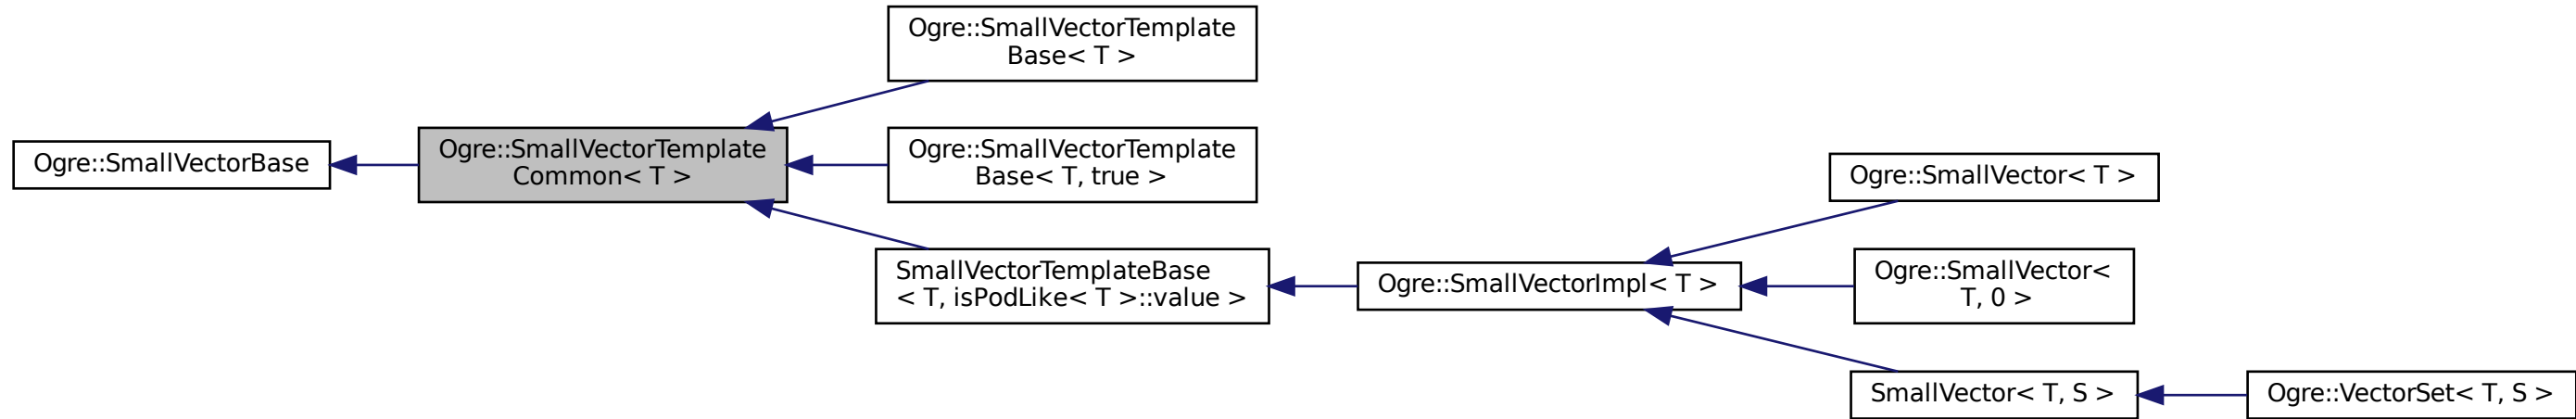 Ogre::SmallVectorBase
Ogre::SmallVectorTemplate
Common< T >
Ogre::SmallVectorTemplate
Base< T >
Ogre::SmallVectorTemplate
Base< T, true >
SmallVectorTemplateBase
< T, isPodLike< T >::value >
Ogre::SmallVectorImpl< T >
Ogre::SmallVector< T >
Ogre::SmallVector<
T, 0 >
SmallVector< T, S >
Ogre::VectorSet< T, S >